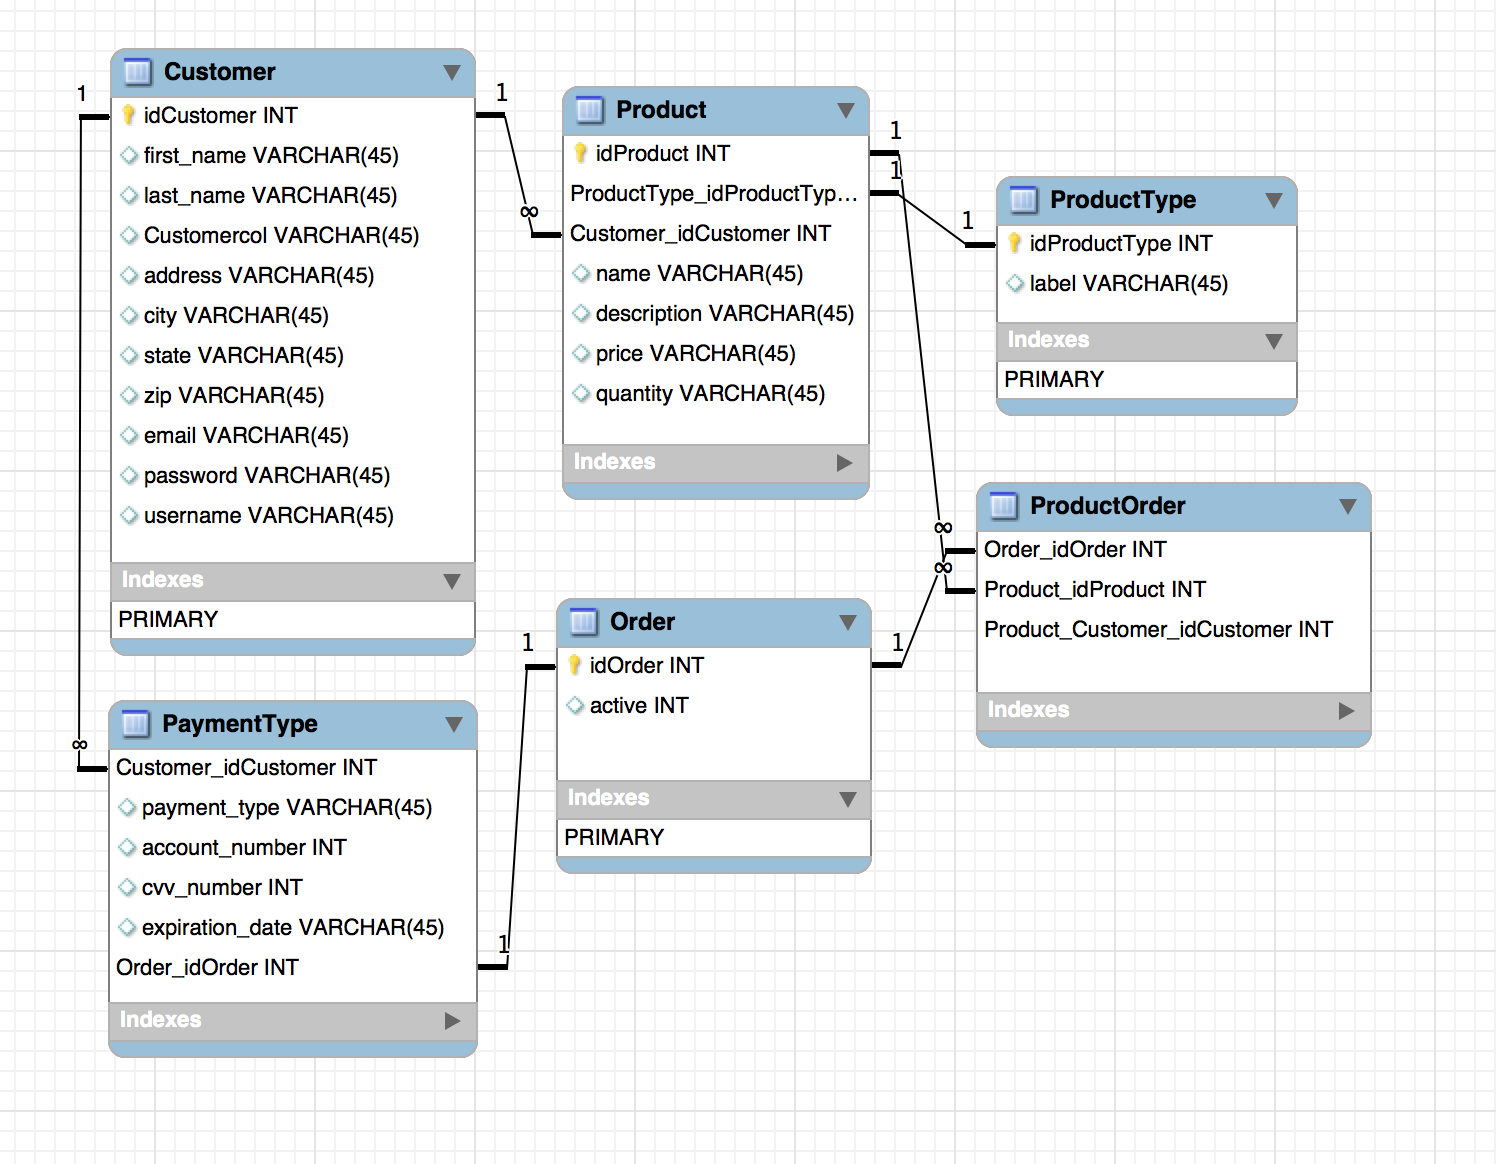 Customer
1
idCustomer INT
first_name VARCHAR(45)
last_name VARCHAR(45)
Customercol VARCHAR(45)
address VARCHAR(45)
city VARCHAR(45)
state VARCHAR(45)
zip VARCHAR(45)
email VARCHAR(45)
password VARCHAR(45)
username VARCHAR(45)
Indexes
PRIMARY
1
∞
Product
idProduct INT
ProductType_idProductTyp...
Customer_idCustomer INT
name VARCHAR(45)
description VARCHAR(45)
price VARCHAR(45)
quantity VARCHAR(45)
Indexes
1
1
1
ProductType
idProductType INT
label VARCHAR(45)
Indexes
PRIMARY
∞
∞
ProductOrder
Order_idOrder INT
Product_idProduct INT
Product_Customer_idCustomer INT
Indexes
Order
1
1
idOrder INT
active INT
Indexes
PRIMARY
PaymentType
∞
Customer_idCustomer INT
payment_type VARCHAR(45)
account_number INT
cvv_number INT
expiration_date VARCHAR(45)
1
Order_idOrder INT
Indexes